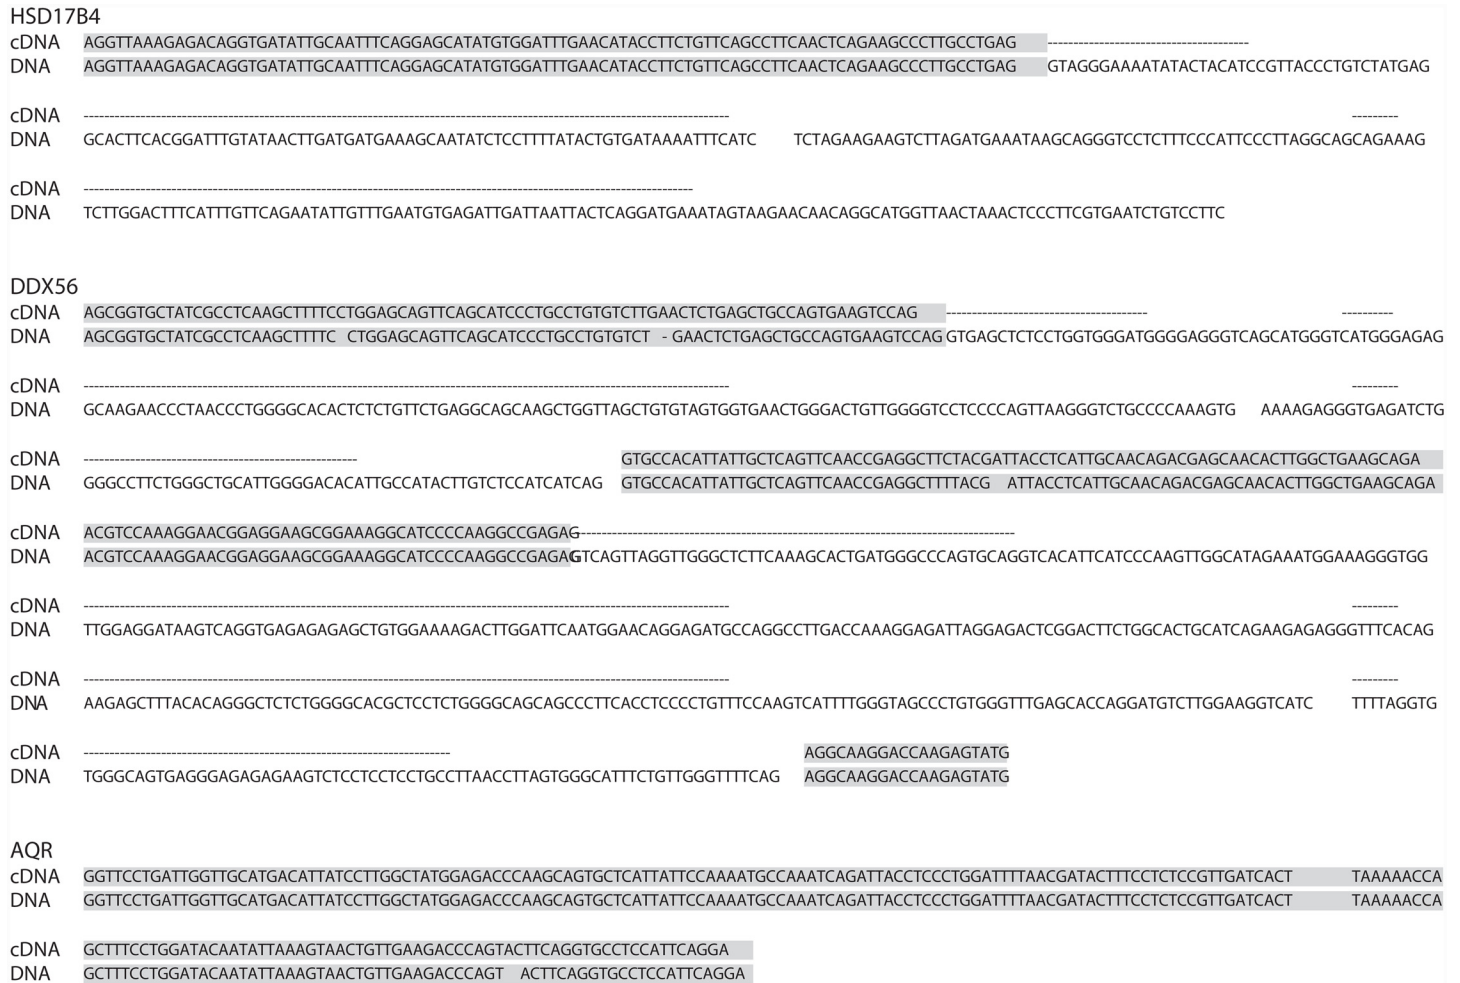 HSD17B4
cDNA AGGTTAAAGAGACAGGTGATATTGCAATTTCAGGAGCATATGTGGATTTGAACATACCTTCTGTTCAGCCTTCAACTCAGAAGCCCTTGCCTGAG ---------------------------------------
DNA AGGTTAAAGAGACAGGTGATATTGCAATTTCAGGAGCATATGTGGATTTGAACATACCTTCTGTTCAGCCTTCAACTCAGAAGCCCTTGCCTGAG GTAGGGAAAATATACTACATCCGTTACCCTGTCTATGAG
cDNA ----------------------------------------------------------------------------------------------------------------------------- ---------
DNA GCACTTCACGGATTTGTATAACTTGATGATGAAAGCAATATCTCCTTTTATACTGTGATAAAATTTCATC TCTAGAAGAAGTCTTAGATGAAATAAGCAGGGTCCTCTTTCCCATTCCCTTAGGCAGCAGAAAG
cDNA ----------------------------------------------------------------------------------------------------------------------
DNA TCTTGGACTTTCATTTGTTCAGAATATTGTTTGAATGTGAGATTGATTAATTACTCAGGATGAAATAGTAAGAACAACAGGCATGGTTAACTAAACTCCCTTCGTGAATCTGTCCTTC
DDX56
cDNA AGCGGTGCTATCGCCTCAAGCTTTTCCTGGAGCAGTTCAGCATCCCTGCCTGTGTCTTGAACTCTGAGCTGCCAGTGAAGTCCAG --------------------------------------- ----------
DNA AGCGGTGCTATCGCCTCAAGCTTTTC CTGGAGCAGTTCAGCATCCCTGCCTGTGTCT - GAACTCTGAGCTGCCAGTGAAGTCCAG GTGAGCTCTCCTGGTGGGATGGGGAGGGTCAGCATGGGTCATGGGAGAG
cDNA ----------------------------------------------------------------------------------------------------------------------------- ---------
DNA GCAAGAACCCTAACCCTGGGGCACACTCTCTGTTCTGAGGCAGCAAGCTGGTTAGCTGTGTAGTGGTGAACTGGGACTGTTGGGGTCCTCCCCAGTTAAGGGTCTGCCCCAAAGTG AAAAGAGGGTGAGATCTG
cDNA ----------------------------------------------------- GTGCCACATTATTGCTCAGTTCAACCGAGGCTTCTACGATTACCTCATTGCAACAGACGAGCAACACTTGGCTGAAGCAGA
DNA GGGCCTTCTGGGCTGCATTGGGGACACATTGCCATACTTGTCTCCATCATCAG GTGCCACATTATTGCTCAGTTCAACCGAGGCTTTTACG ATTACCTCATTGCAACAGACGAGCAACACTTGGCTGAAGCAGA
cDNA ACGTCCAAAGGAACGGAGGAAGCGGAAAGGCATCCCCAAGGCCGAGAG-------------------------------------------------------------------------------------
DNA ACGTCCAAAGGAACGGAGGAAGCGGAAAGGCATCCCCAAGGCCGAGAGGTCAGTTAGGTTGGGCTCTTCAAAGCACTGATGGGCCCAGTGCAGGTCACATTCATCCCAAGTTGGCATAGAAATGGAAAGGGTGG
cDNA ----------------------------------------------------------------------------------------------------------------------------- ---------
DNA TTGGAGGATAAGTCAGGTGAGAGAGAGCTGTGGAAAAGACTTGGATTCAATGGAACAGGAGATGCCAGGCCTTGACCAAAGGAGATTAGGAGACTCGGACTTCTGGCACTGCATCAGAAGAGAGGGTTTCACAG
cDNA ----------------------------------------------------------------------------------------------------------------------------- ---------
DNA AAGAGCTTTACACAGGGCTCTCTGGGGCACGCTCCTCTGGGGCAGCAGCCCTTCACCTCCCCTGTTTCCAAGTCATTTTGGGTAGCCCTGTGGGTTTGAGCACCAGGATGTCTTGGAAGGTCATC TTTTAGGTG
cDNA -----------------------------------------------------------------------
DNA TGGGCAGTGAGGGAGAGAGAAGTCTCCTCCTCCTGCCTTAACCTTAGTGGGCATTTCTGTTGGGTTTTCAG AGGCAAGGACCAAGAGTATG
AGGCAAGGACCAAGAGTATG
AQR
cDNA GGTTCCTGATTGGTTGCATGACATTATCCTTGGCTATGGAGACCCAAGCAGTGCTCATTATTCCAAAATGCCAAATCAGATTACCTCCCTGGATTTTAACGATACTTTCCTCTCCGTTGATCACT TAAAAACCA
DNA GGTTCCTGATTGGTTGCATGACATTATCCTTGGCTATGGAGACCCAAGCAGTGCTCATTATTCCAAAATGCCAAATCAGATTACCTCCCTGGATTTTAACGATACTTTCCTCTCCGTTGATCACT TAAAAACCA
cDNA GCTTTCCTGGATACAATATTAAAGTAACTGTTGAAGACCCAGTACTTCAGGTGCCTCCATTCAGGA
DNA GCTTTCCTGGATACAATATTAAAGTAACTGTTGAAGACCCAGT ACTTCAGGTGCCTCCATTCAGGA